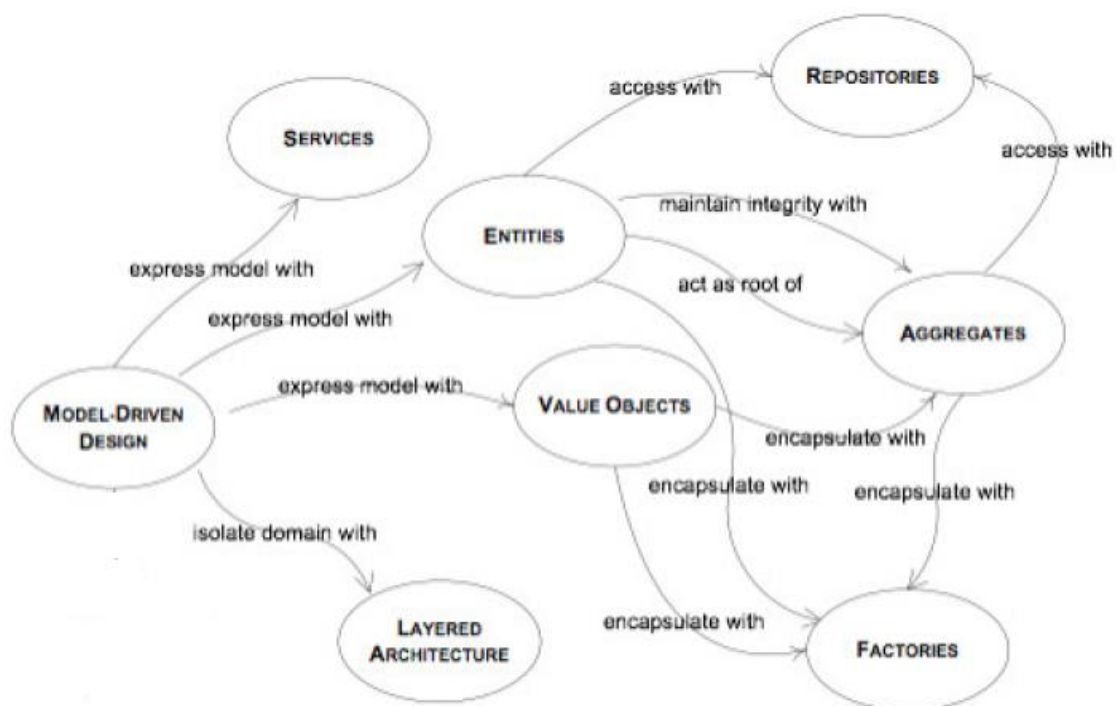 REPOSITORIES
access with
SERVICES
access with
maintain integrity with
ENTITIES
express model with
act as root of
express model with
AGGREGATES
express model with
VALUE OBJECTS
MODEL-DRIVEN
DESIGN
encapsulate with
encapsulate with
encapsulate with
isolate domain with
encapsulate with
LAYERED
ARCHITECTURE
FACTORIES